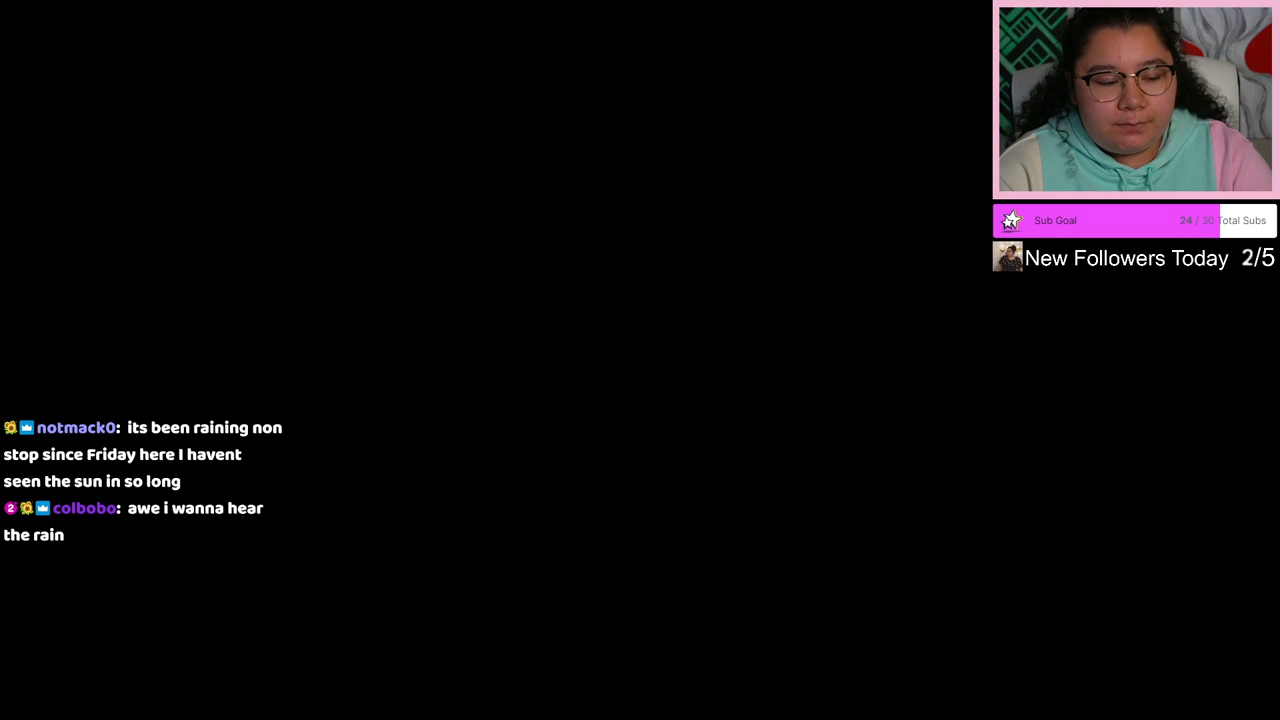 Sub Goal 24 / 30 Total Subs
New Followers Today 2/5
notmack0: its been raining non
stop since Friday here I havent
seen the sun in so long
2 colbobo: awe i wanna hear
the rain